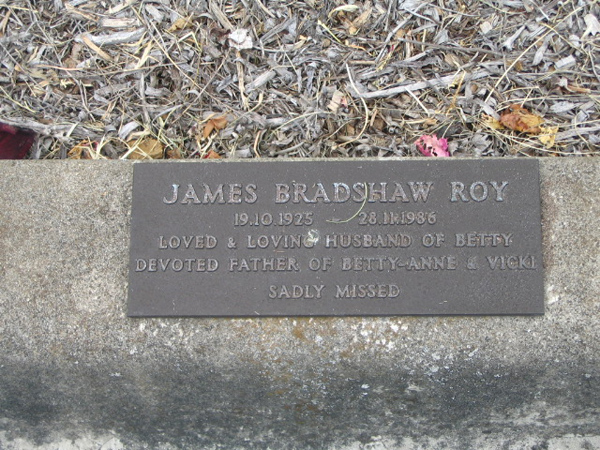 JAMES BRADSHAW ROY
19.10.1925 — 28.11.1986
LOVED & LOVING HUSBAND OF BETTY
DEVOTED FATHER OF BETTY-ANNE & VICKI
SADLY MISSED